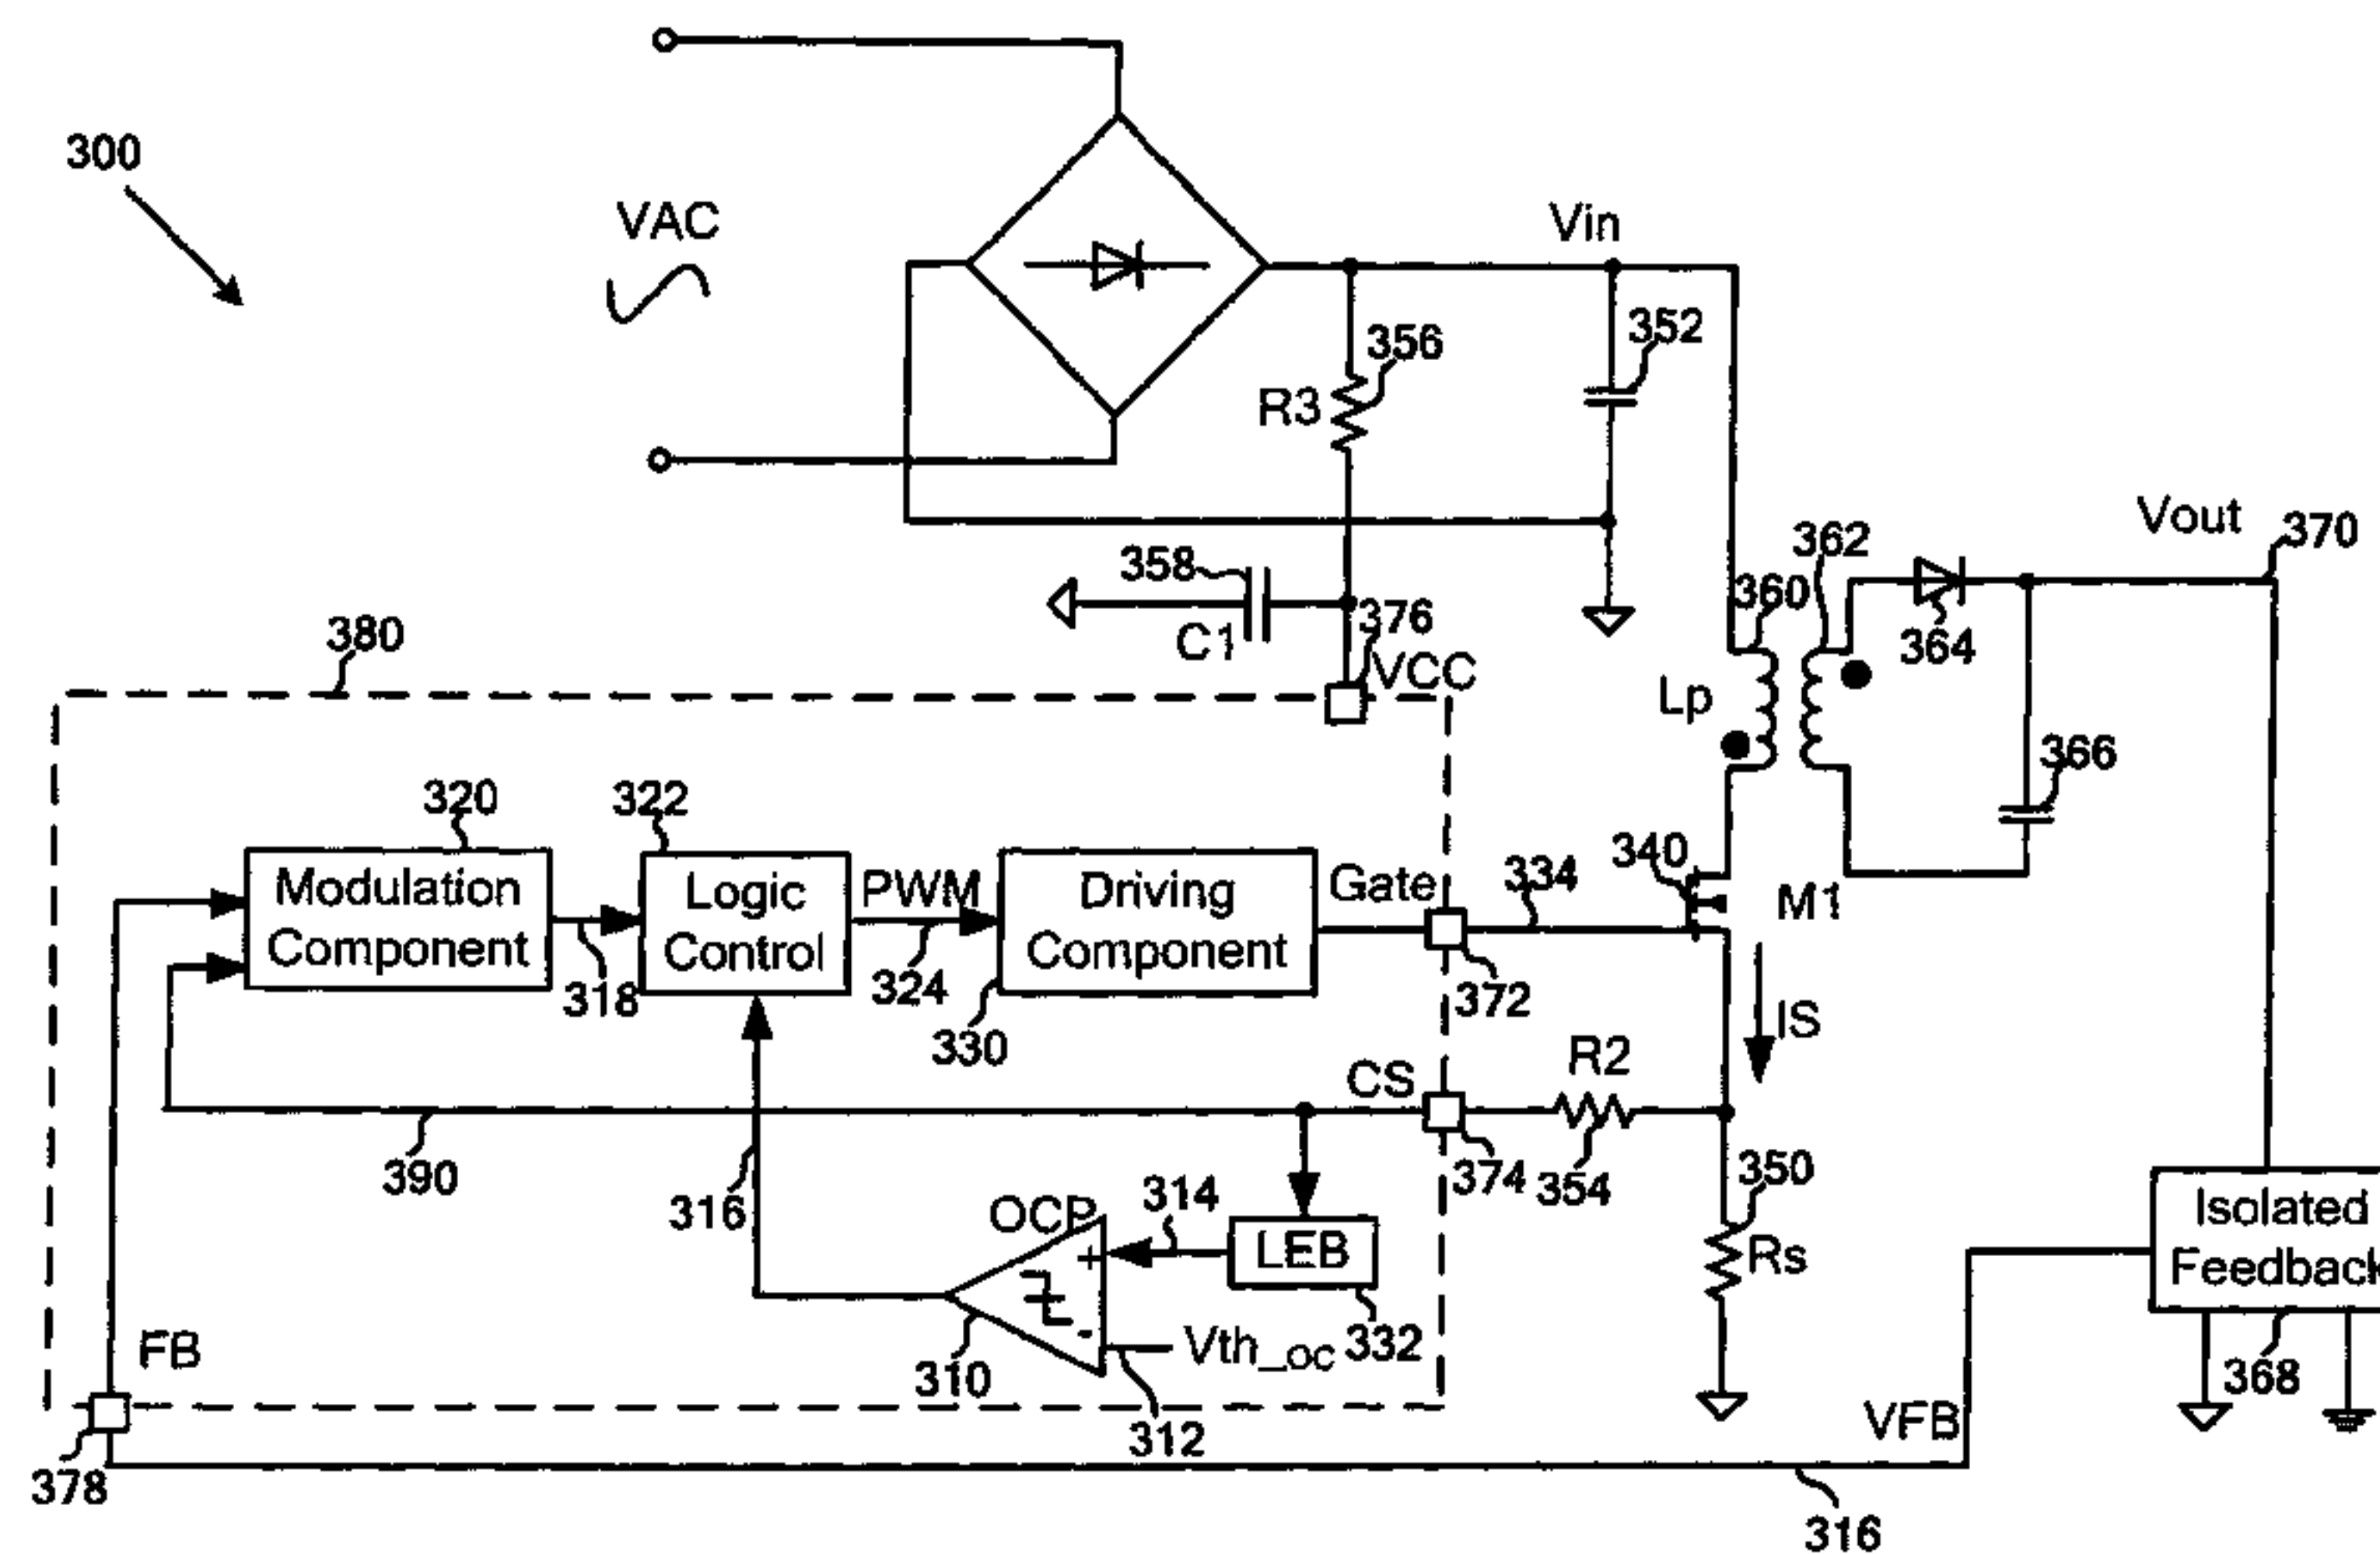 300
VAC
Vin
356
352
R3
Vout
370
358
C1
376
VCC
362
360
364
380
Lp
366
320
322
Modulation
Component
318
Logic
Control
PWM
324
Driving
Component
330
Gate
372
334
340
M1
IS
CS
R2
390
316
374
354
350
Rs
OCP
314
LEB
+
-
332
310
Vth_oc
312
Isolated
Feedback
368
FB
378
VFB
316